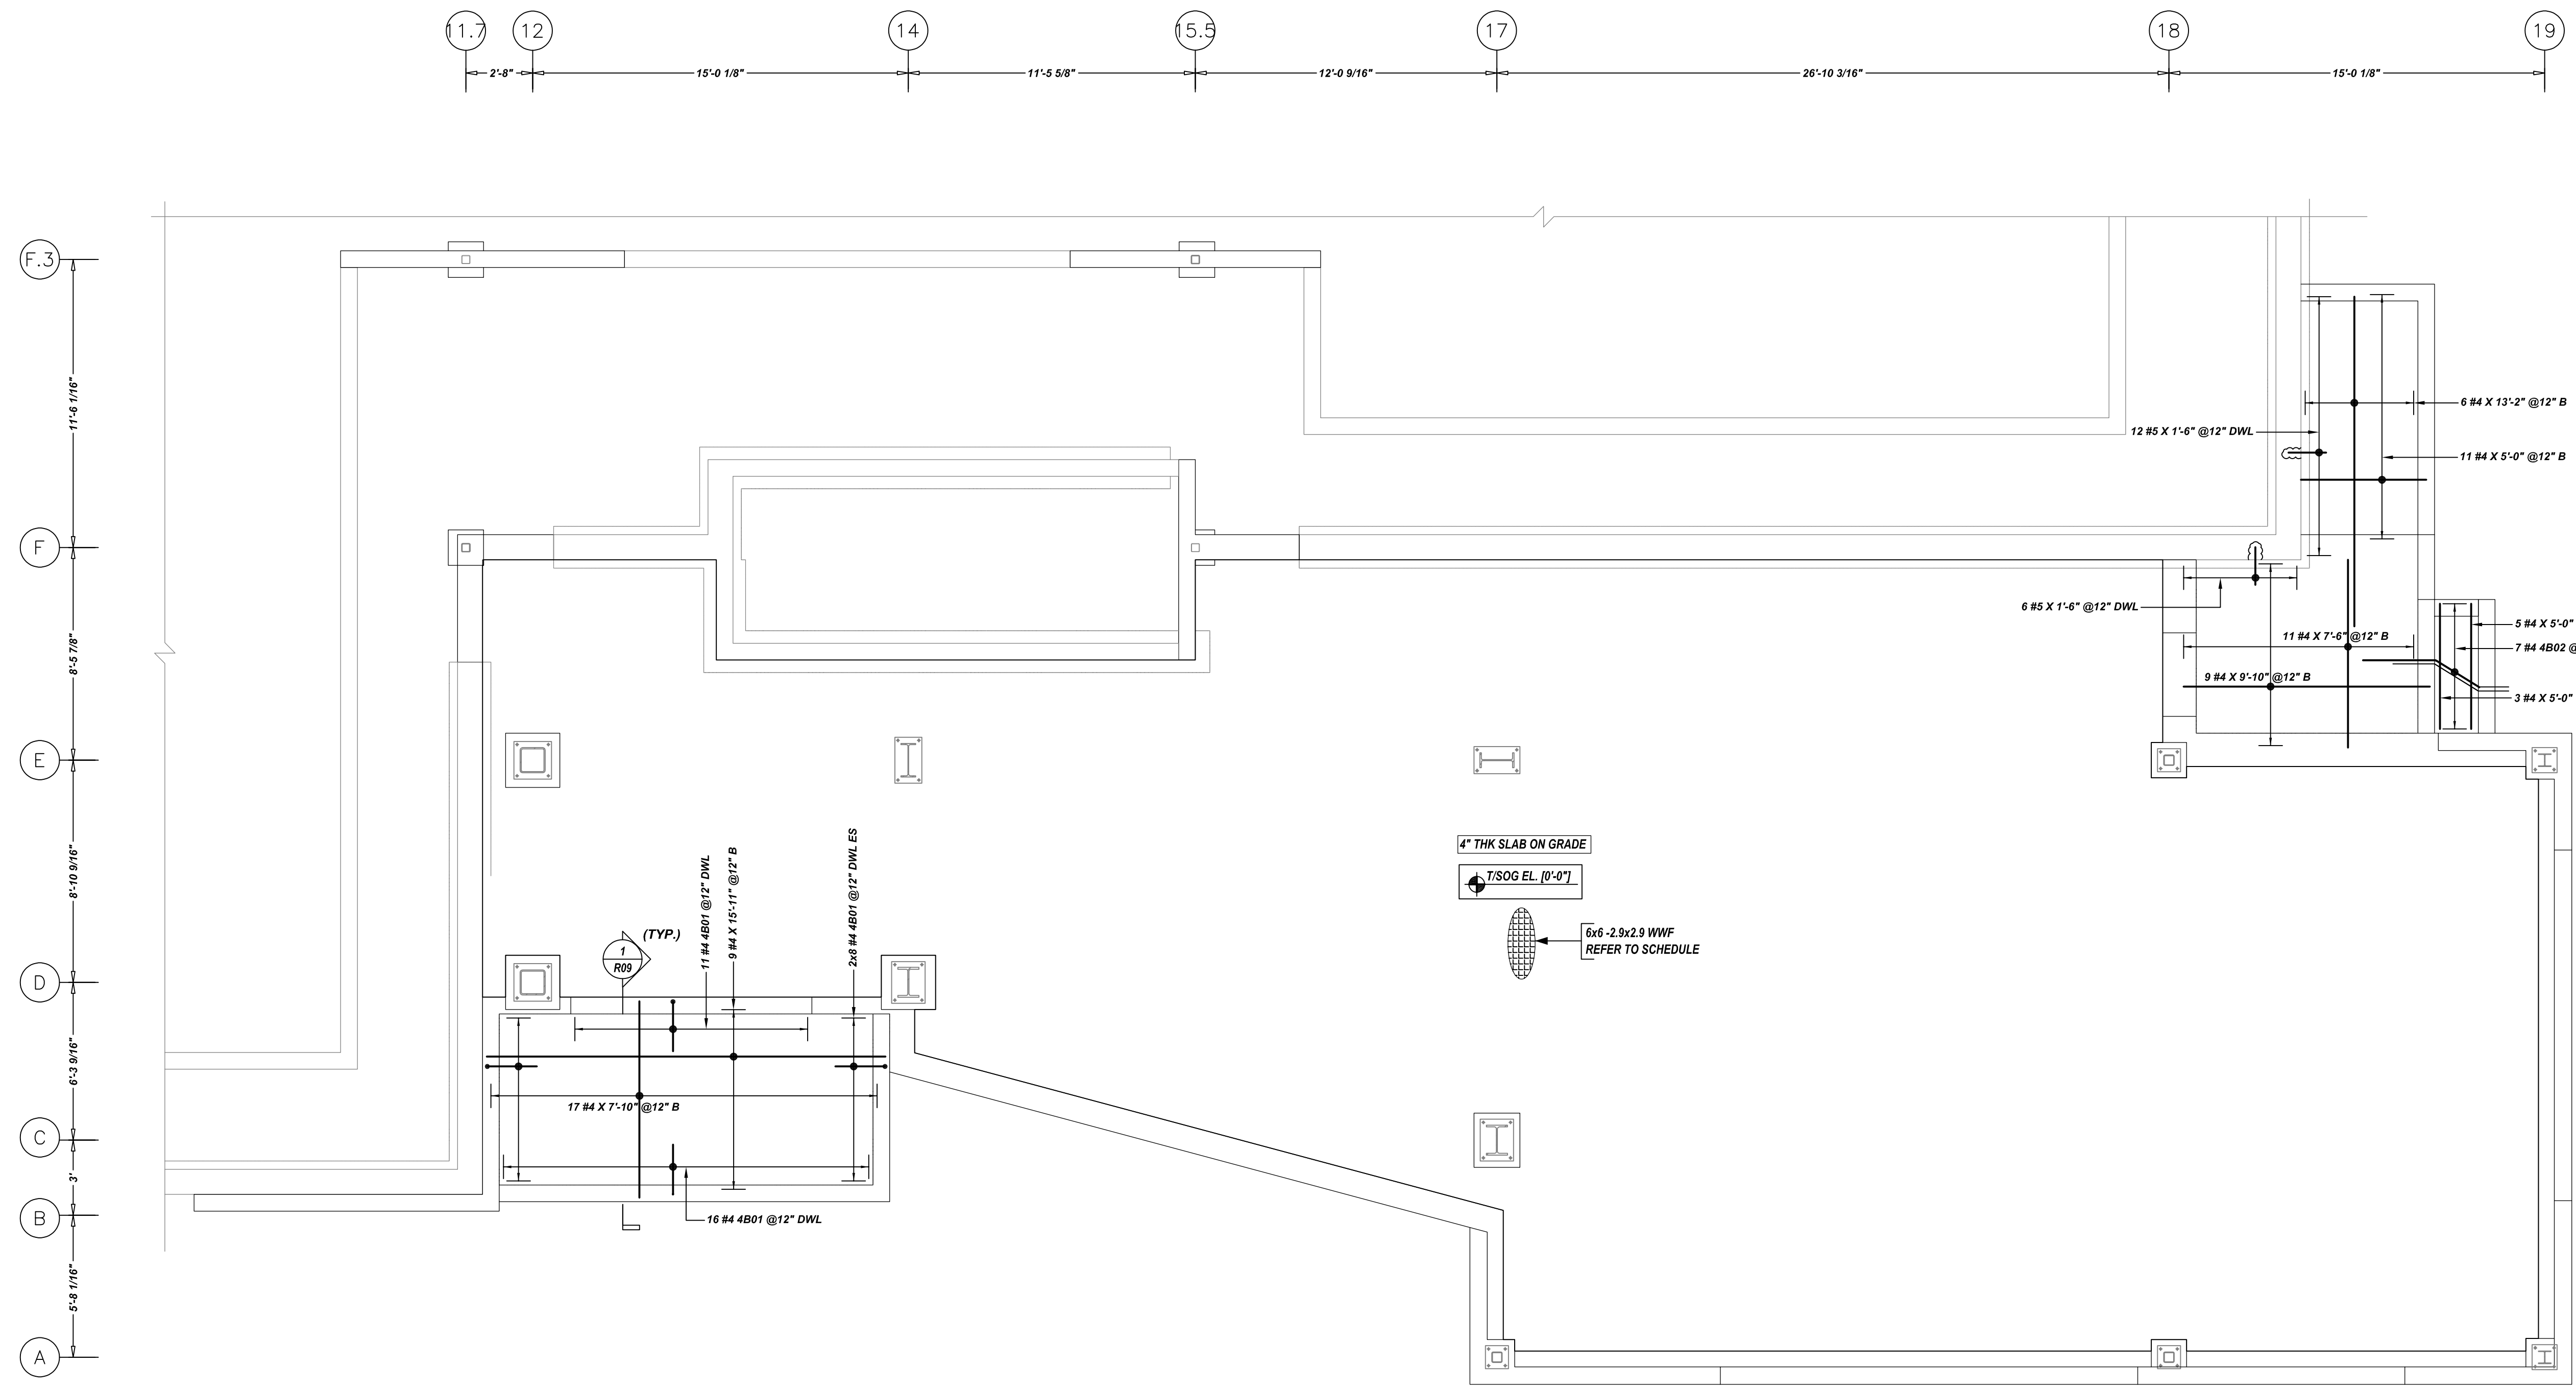 11.7
12
14
15.5
17
18
19
2'-8"
15'-0 1/8"
11'-5 5/8"
12'-0 9/16"
26'-10 3/16"
15'-0 1/8"
F.3
11'-6 1/16"
F
8'-5 7/8"
E
8'-10 9/16"
D
6'-3 9/16"
C
3'
B
5'-8 1/16"
A
6 #4 X 13'-2" @12" B
12 #5 X 1'-6" @12" DWL
11 #4 X 5'-0" @12" B
6 #5 X 1'-6" @12" DWL
5 #4 X 5'-0"
11 #4 X 7'-6" @12" B
7 #4 4B02 @
9 #4 X 9'-10" @12" B
3 #4 X 5'-0"
4" THK SLAB ON GRADE
T/SOG EL. [0'-0"]
6x6 -2.9x2.9 WWF
REFER TO SCHEDULE
1
R09
(TYP.)
11 #4 4B01 @12" DWL
9 #4 X 15'-11" @12" B
2x8 #4 4B01 @12" DWL ES
17 #4 X 7'-10" @12" B
16 #4 4B01 @12" DWL